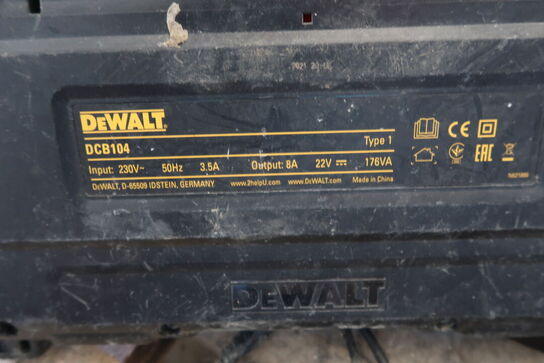 DEWALT
DCB104 Type 1
Input: 230V~ 50Hz 3.5A Output: 8A 22V ⎓ 176VA
DEWALT, D-65509 IDSTEIN, GERMANY www.2helpU.com www.DEWALT.com Made in China
CE
EAC
DEWALT